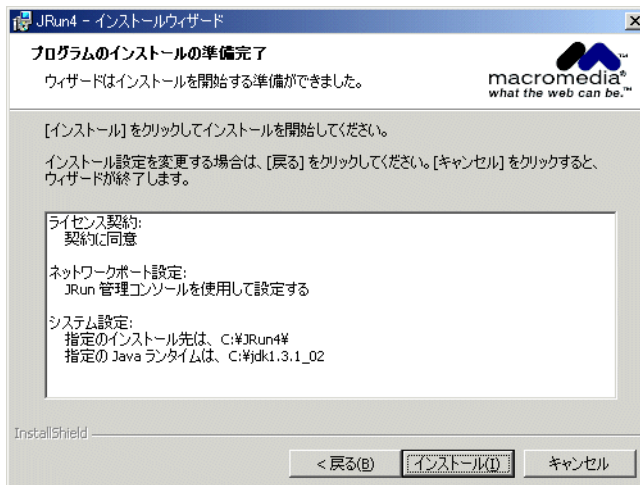 JRun4 - インストールウィザード
プログラムのインストールの準備完了
ウィザードはインストールを開始する準備ができました。
macromedia®
what the web can be.™
[インストール]をクリックしてインストールを開始してください。
インストール設定を変更する場合は、[戻る]をクリックしてください。[キャンセル]をクリックすると、
ウィザードが終了します。
ライセンス契約:
契約に同意
ネットワークポート設定:
JRun 管理コンソールを使用して設定する
システム設定:
指定のインストール先は、C:¥JRun4¥
指定の Java ランタイムは、C:¥jdk1.3.1_02
InstallShield
< 戻る(B)
インストール(I)
キャンセル